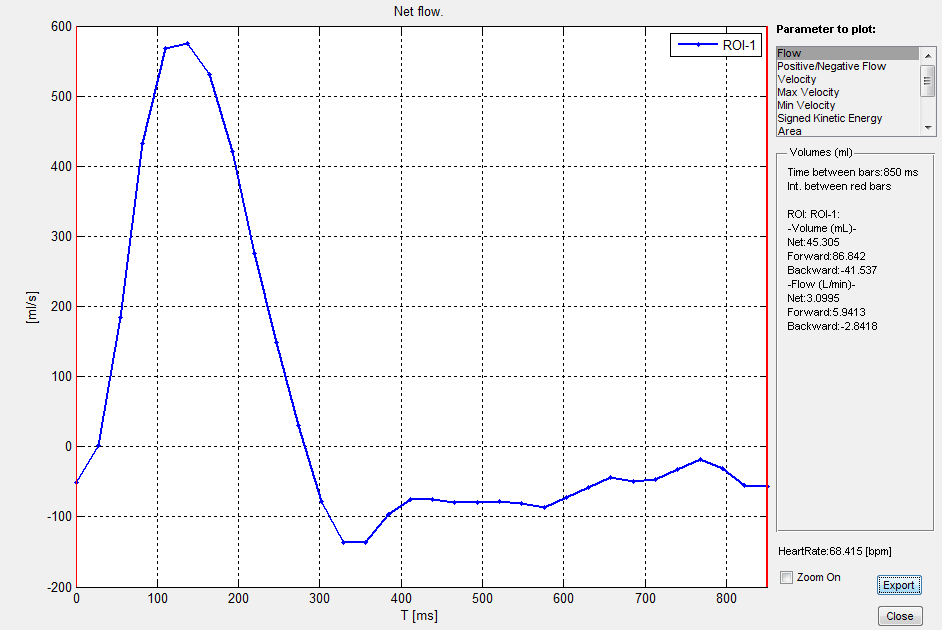 Net flow.
600
500
400
300
200
100
0
-100
-200
[ml/s]
0
100
200
300
400
500
600
700
800
T [ms]
ROI-1
Parameter to plot:
Flow
Positive/Negative Flow
Velocity
Max Velocity
Min Velocity
Signed Kinetic Energy
Area
Volumes (ml)
Time between bars:850 ms
Int. between red bars
ROI: ROI-1:
-Volume (mL)-
Net:45.305
Forward:86.842
Backward:-41.537
-Flow (L/min)-
Net:3.0995
Forward:5.9413
Backward:-2.8418
HeartRate:68.415 [bpm]
Zoom On
Export
Close